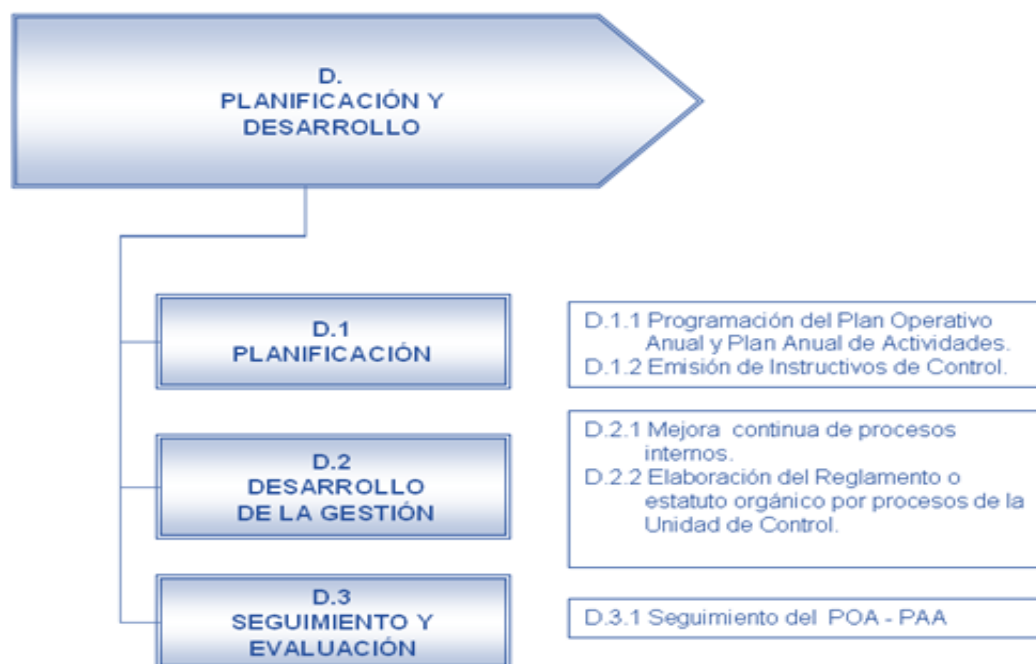 D.
PLANIFICACIÓN Y
DESARROLLO
D.1
PLANIFICACIÓN
D.1.1 Programación del Plan Operativo
Anual y Plan Anual de Actividades.
D.1.2 Emisión de Instructivos de Control.
D.2
DESARROLLO
DE LA GESTIÓN
D.2.1 Mejora continua de procesos
internos.
D.2.2 Elaboración del Reglamento o
estatuto orgánico por procesos de la
Unidad de Control.
D.3
SEGUIMIENTO Y
EVALUACIÓN
D.3.1 Seguimiento del POA - PAA